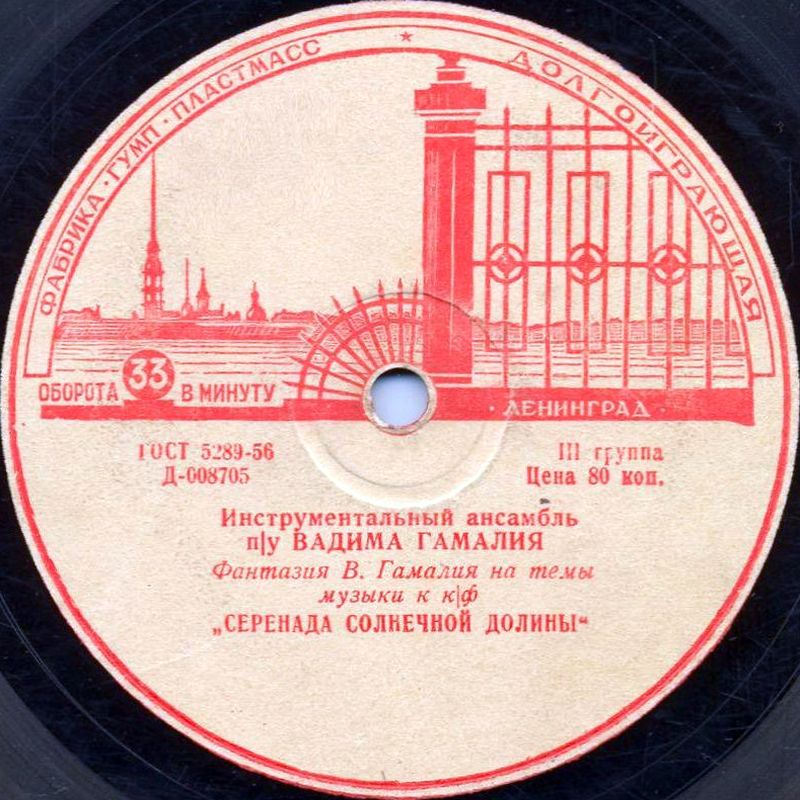 ФАБРИКА · ГУМП · ПЛАСТМАСС ★ ДОЛГОИГРАЮЩАЯ
ОБОРОТА 33 В МИНУТУ
· ЛЕНИНГРАД ·
ГОСТ 5289-56
Д-008705
III группа
Цена 80 коп.
Инструментальный ансамбль
п/у ВАДИМА ГАМАЛИЯ
Фантазия В. Гамалия на темы
музыки к к/ф
„СЕРЕНАДА СОЛНЕЧНОЙ ДОЛИНЫ“